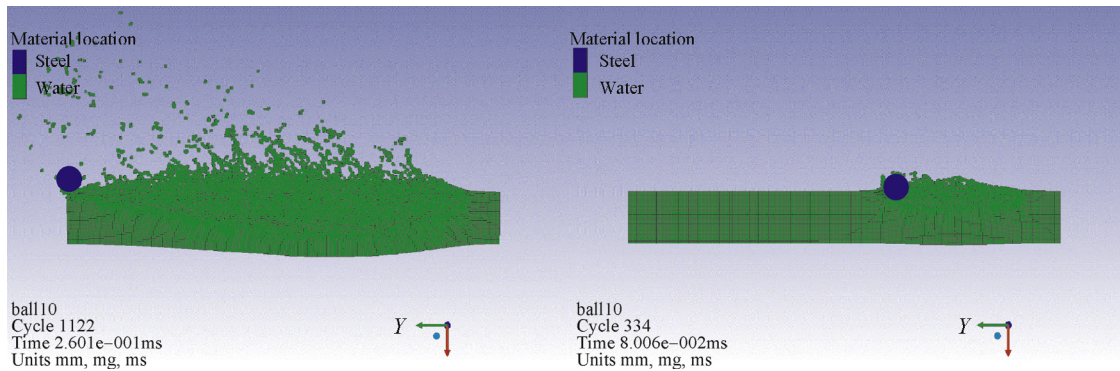 Material location
Steel
Water
ball10
Cycle 1122
Time 2.601e−001ms
Units mm, mg, ms
Y
Material location
Steel
Water
ball10
Cycle 334
Time 8.006e−002ms
Units mm, mg, ms
Y